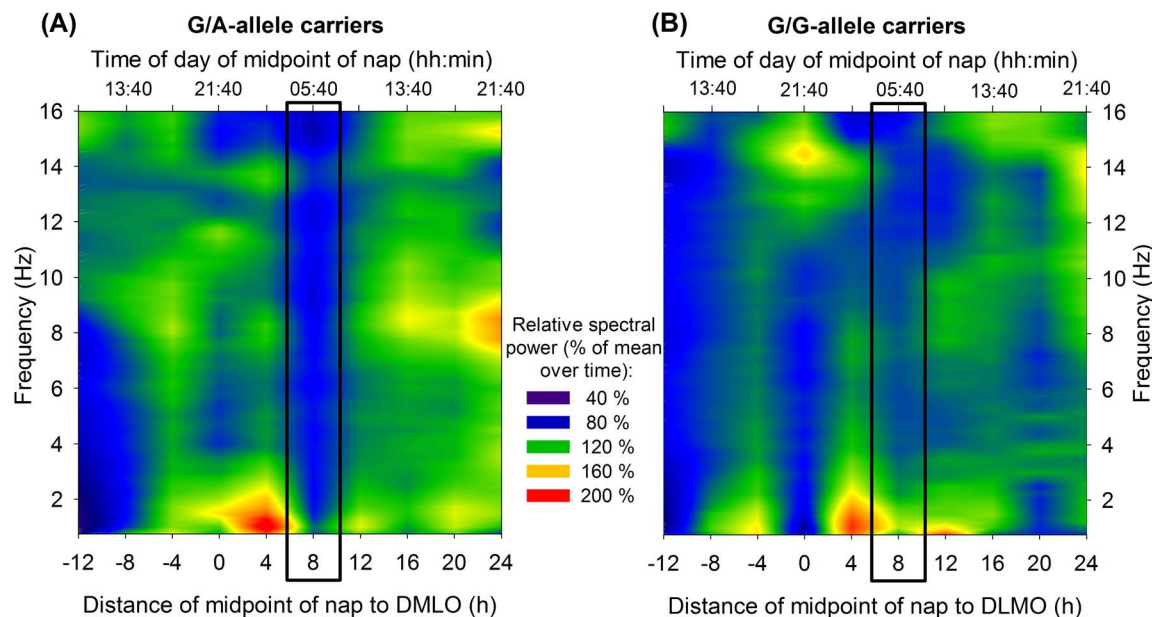 (A)
G/A-allele carriers
Time of day of midpoint of nap (hh:min)
13:40 21:40 05:40 13:40 21:40
16
14
12
10
8
6
4
2
Frequency (Hz)
-12 -8 -4 0 4 8 12 16 20 24
Distance of midpoint of nap to DMLO (h)
Relative spectral
power (% of mean
over time):
40 %
80 %
120 %
160 %
200 %
(B)
G/G-allele carriers
Time of day of midpoint of nap (hh:min)
13:40 21:40 05:40 13:40 21:40
16
14
12
10
8
6
4
2
Frequency (Hz)
-12 -8 -4 0 4 8 12 16 20 24
Distance of midpoint of nap to DLMO (h)